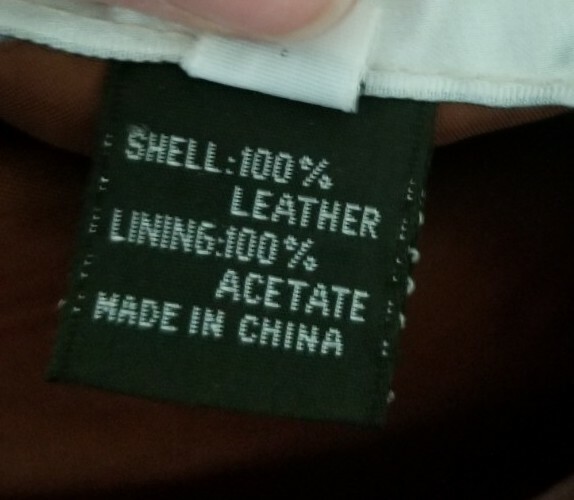 SHELL:100%
LEATHER
LINING:100%
ACETATE
MADE IN CHINA